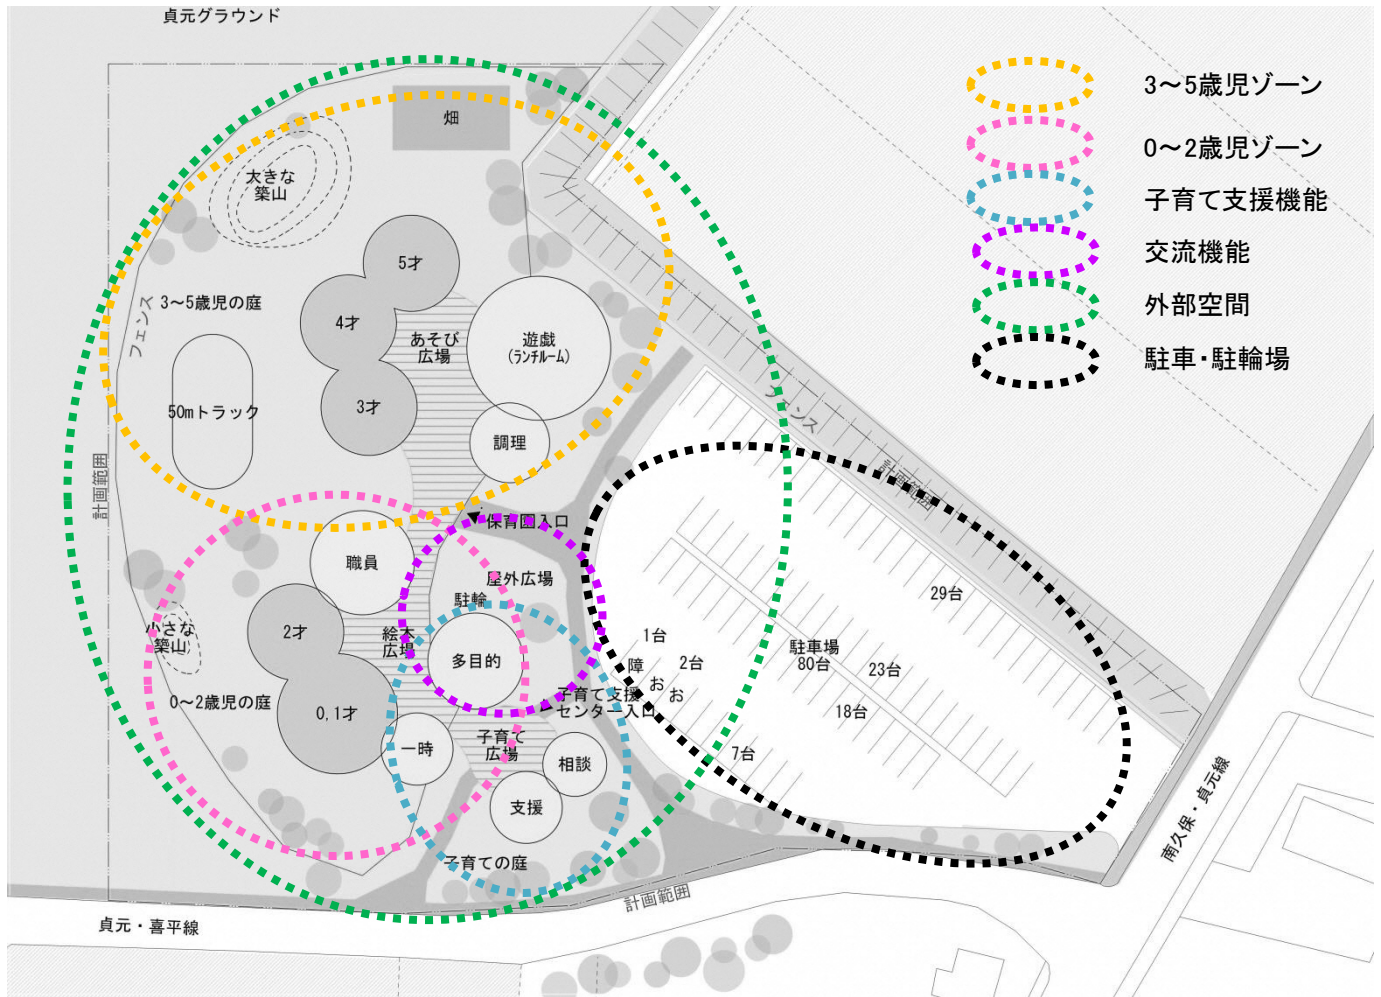 貞元グラウンド
3～5歳児ゾーン
0～2歳児ゾーン
子育て支援機能
交流機能
外部空間
駐車・駐輪場
畑
大きな
築山
5才
3～5歳児の庭
フェンス
4才
あそび
広場
遊戯
(ランチルーム)
3才
50mトラック
調理
フェンス
計画範囲
計画範囲
保育園入口
職員
屋外広場
駐輪
29台
2才
小さな
築山
絵本
広場
多目的
1台
障
2台
お
お
駐車場
80台
23台
0～2歳児の庭
0,1才
子育て支援
センター入口
18台
一時
子育て
広場
相談
7台
支援
子育ての庭
計画範囲
南久保・貞元線
貞元・喜平線